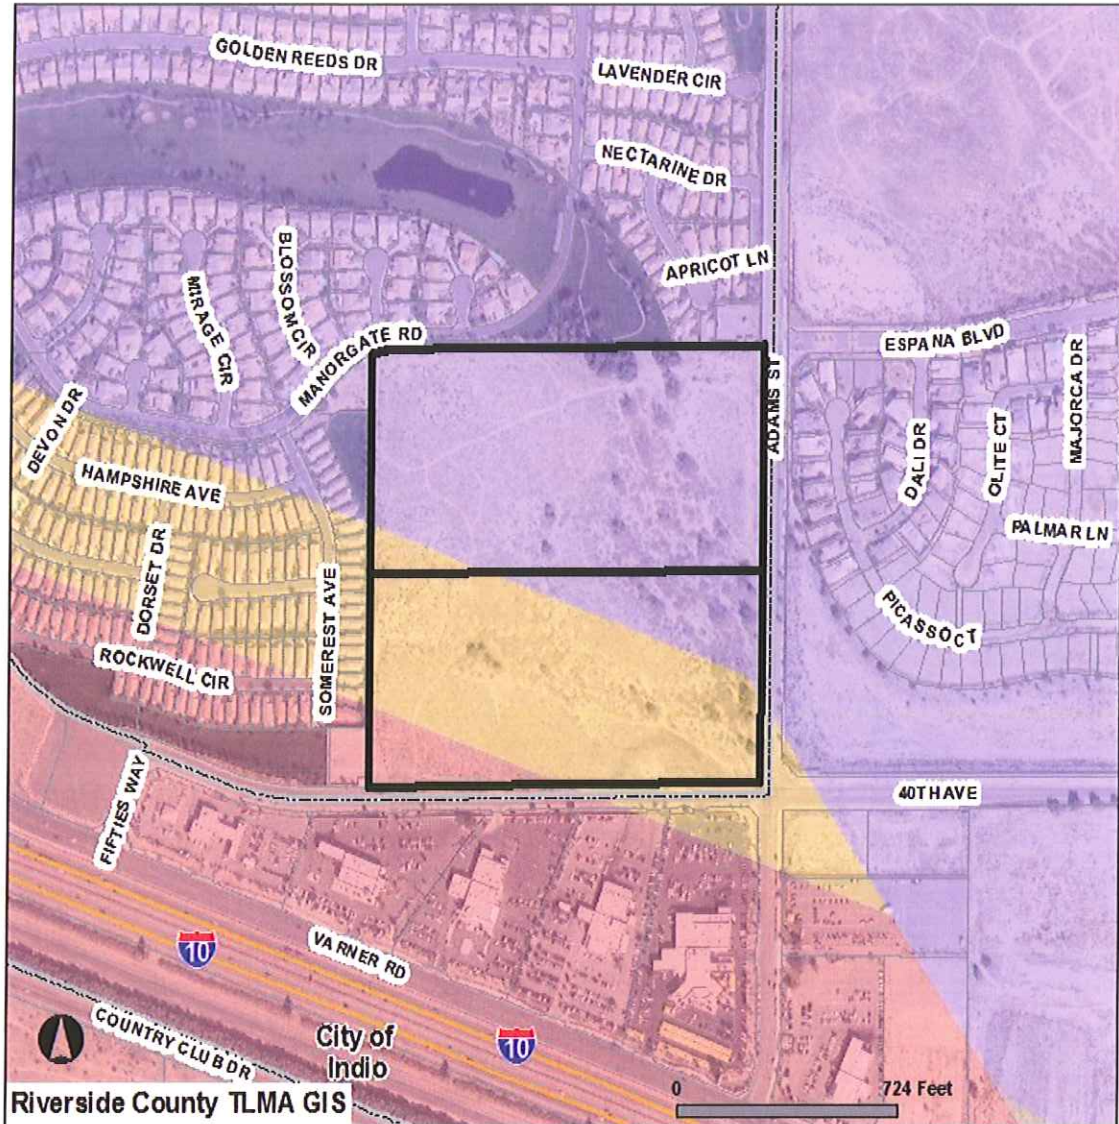 GOLDEN REEDS DR
LAVENDER CIR
NECTARINE DR
APRICOT LN
BLOSSOM CIR
MIRAGE CIR
MANORGATE RD
ADAMS ST
ESPANA BLVD
MAJORCA DR
DALI DR
OLITE CT
PALMAR LN
PICASSO CT
DEVON DR
HAMPSHIRE AVE
DORSET DR
SOMEREST AVE
ROCKWELL CIR
FIFTIES WAY
40TH AVE
10
VARNER RD
10
COUNTRY CLUB DR
City of
Indio
0 724 Feet
Riverside County TLMA GIS